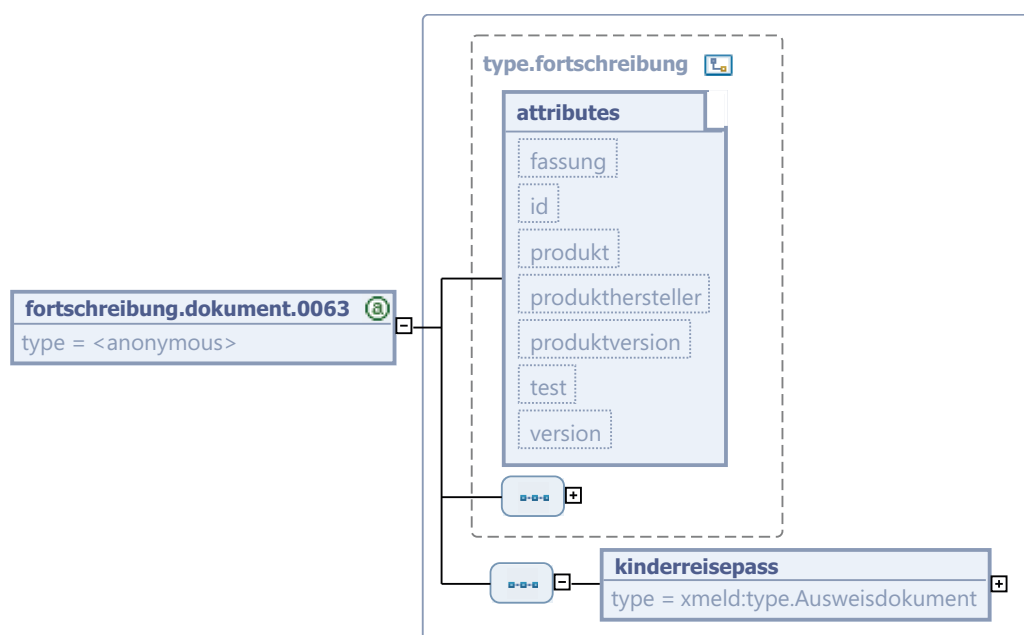 type.fortschreibung
attributes
fassung
id
produkt
produkthersteller
produktversion
test
version
fortschreibung.dokument.0063 @
type = <anonymous>
kinderreisepass
type = xmeld:type.Ausweisdokument